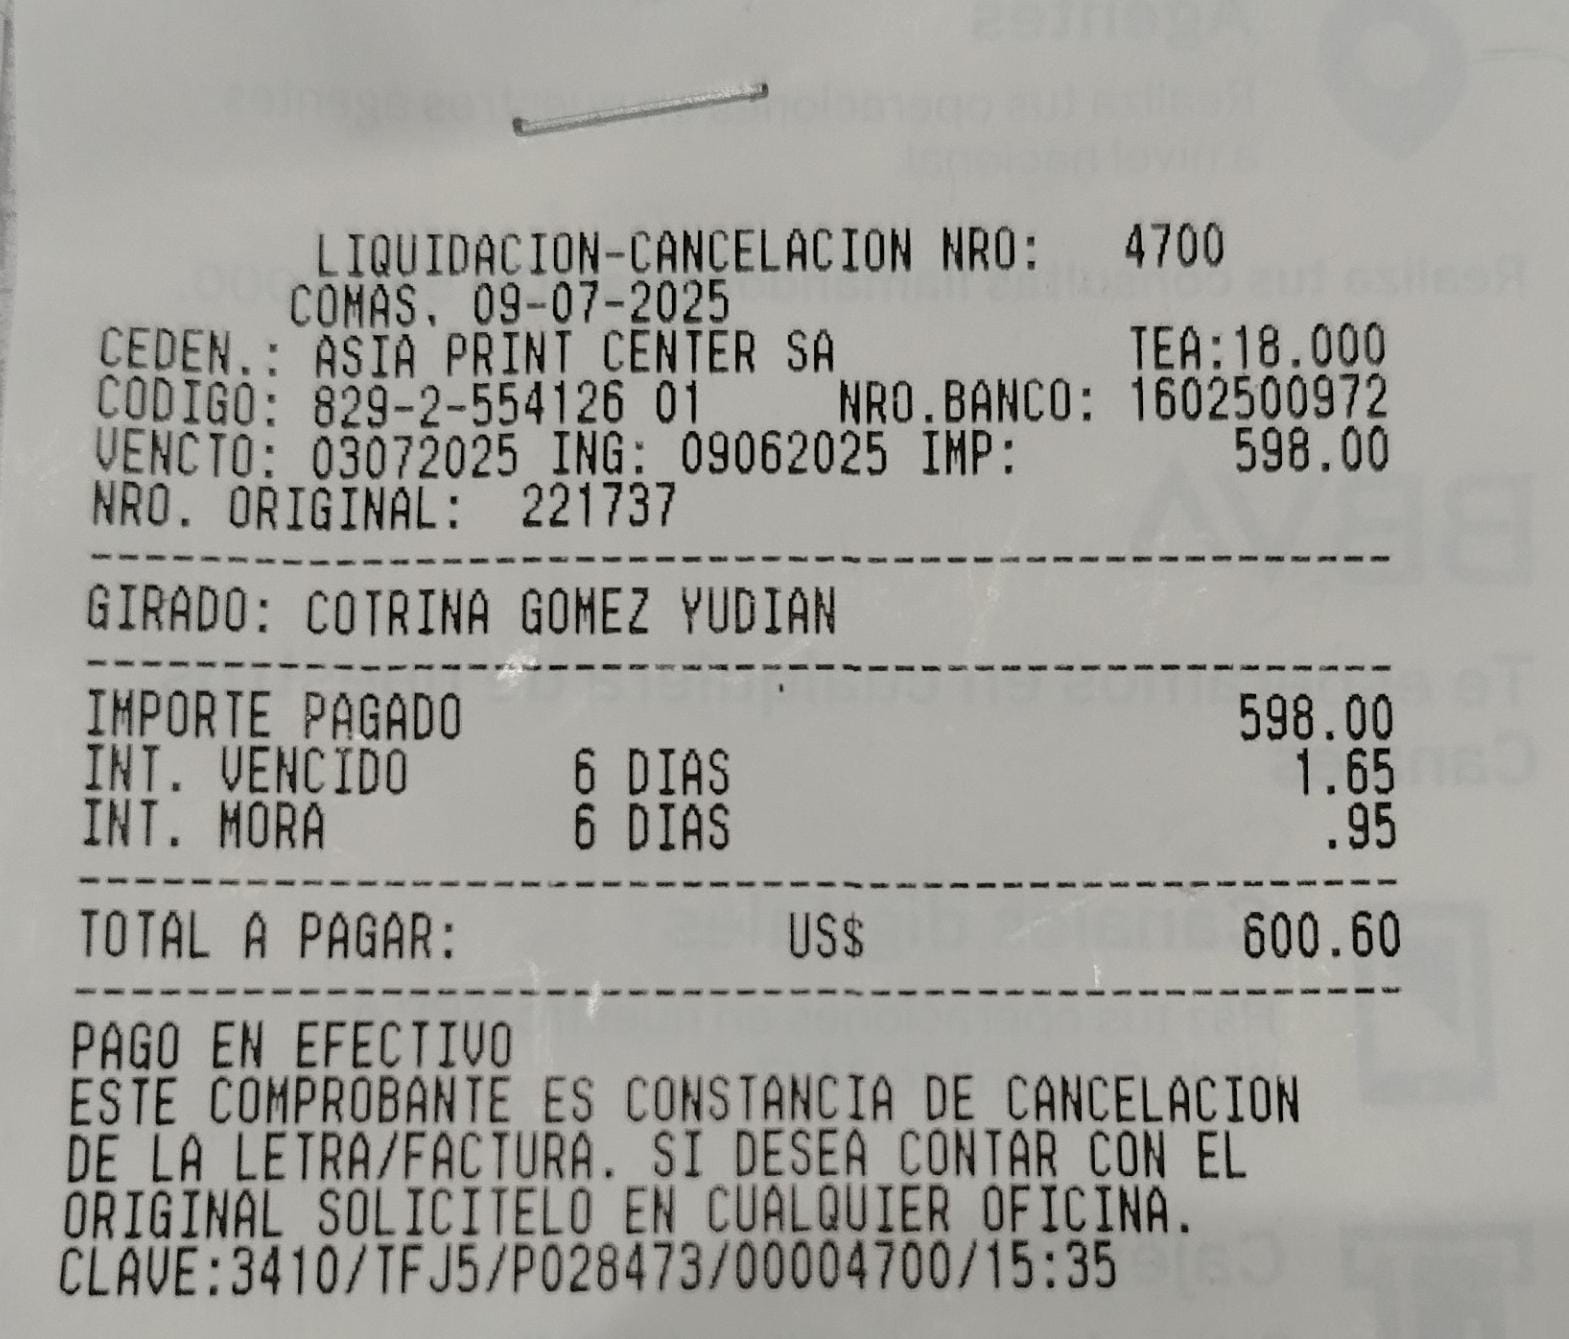 LIQUIDACION-CANCELACION NRO: 4700
COMAS, 09-07-2025
CEDEN.: ASIA PRINT CENTER SA TEA:18.000
CODIGO: 829-2-554126 01 NRO.BANCO: 1602500972
VENCTO: 03072025 ING: 09062025 IMP: 598.00
NRO. ORIGINAL: 221737
GIRADO: COTRINA GOMEZ YUDIAN
IMPORTE PAGADO 598.00
INT. VENCIDO 6 DIAS 1.65
INT. MORA 6 DIAS .95
TOTAL A PAGAR: US$ 600.60
PAGO EN EFECTIVO
ESTE COMPROBANTE ES CONSTANCIA DE CANCELACION
DE LA LETRA/FACTURA. SI DESEA CONTAR CON EL
ORIGINAL SOLICITELO EN CUALQUIER OFICINA.
CLAVE:3410/TFJ5/P028473/00004700/15:35